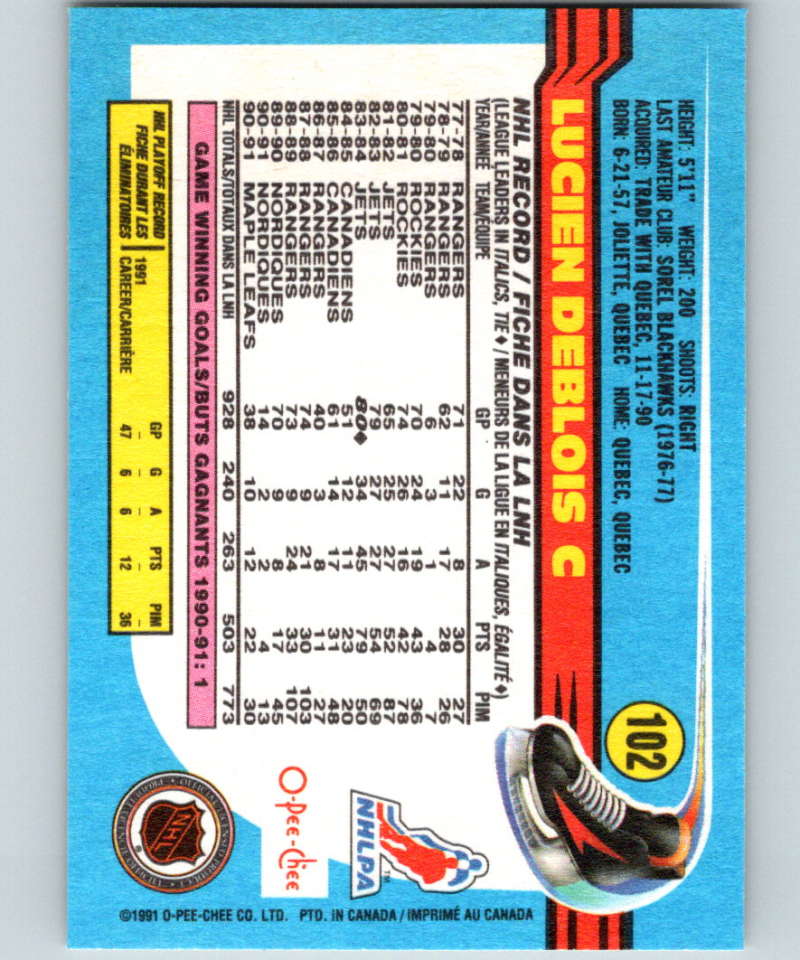 HEIGHT: 5'11" WEIGHT: 200 SHOOTS: RIGHT
LAST AMATEUR CLUB: SOREL BLACKHAWKS (1976-77)
ACQUIRED: TRADE WITH QUEBEC, 11-17-90
BORN: 6-21-57, JOLIETTE, QUEBEC HOME: QUEBEC, QUEBEC
102
LUCIEN DEBLOIS C
NHL RECORD / FICHE DANS LA LNH
(LEAGUE LEADERS IN ITALICS, TIE ◆ / MENEURS DE LA LIGUE EN ITALIQUES, ÉGALITÉ ◆)
YEAR/ANNÉE TEAM/EQUIPE GP G A PTS PIM
77-78 RANGERS 71 22 8 30 27
78-79 RANGERS 62 11 17 28 26
79-80 RANGERS 6 3 1 4 7
79-80 ROCKIES 70 24 19 43 36
80-81 ROCKIES 74 26 16 42 78
81-82 JETS 65 25 27 52 87
82-83 JETS 79 27 27 54 69
83-84 JETS 80◆ 34 45 79 50
84-85 CANADIENS 51 12 11 23 20
85-86 CANADIENS 61 14 17 31 48
86-87 RANGERS 40 3 8 11 27
87-88 RANGERS 74 9 21 30 103
88-89 RANGERS 73 9 24 33 107
89-90 NORDIQUES 70 9 8 17 45
90-91 NORDIQUES 14 2 2 4 13
90-91 MAPLE LEAFS 38 10 12 22 30
NHL TOTALS/TOTAUX DANS LA LNH 928 240 263 503 773
GAME WINNING GOALS/BUTS GAGNANTS 1990-91: 1
NHL PLAYOFF RECORD GP G A PTS PIM
FICHE DURANT LES 1991 - - - - -
ÉLIMINATOIRES CAREER/CARRIÈRE 47 6 6 12 36
NHLPA
TM
O-Pee-Chee
NHL
©1991 O-PEE-CHEE CO. LTD. PTD. IN CANADA / IMPRIMÉ AU CANADA